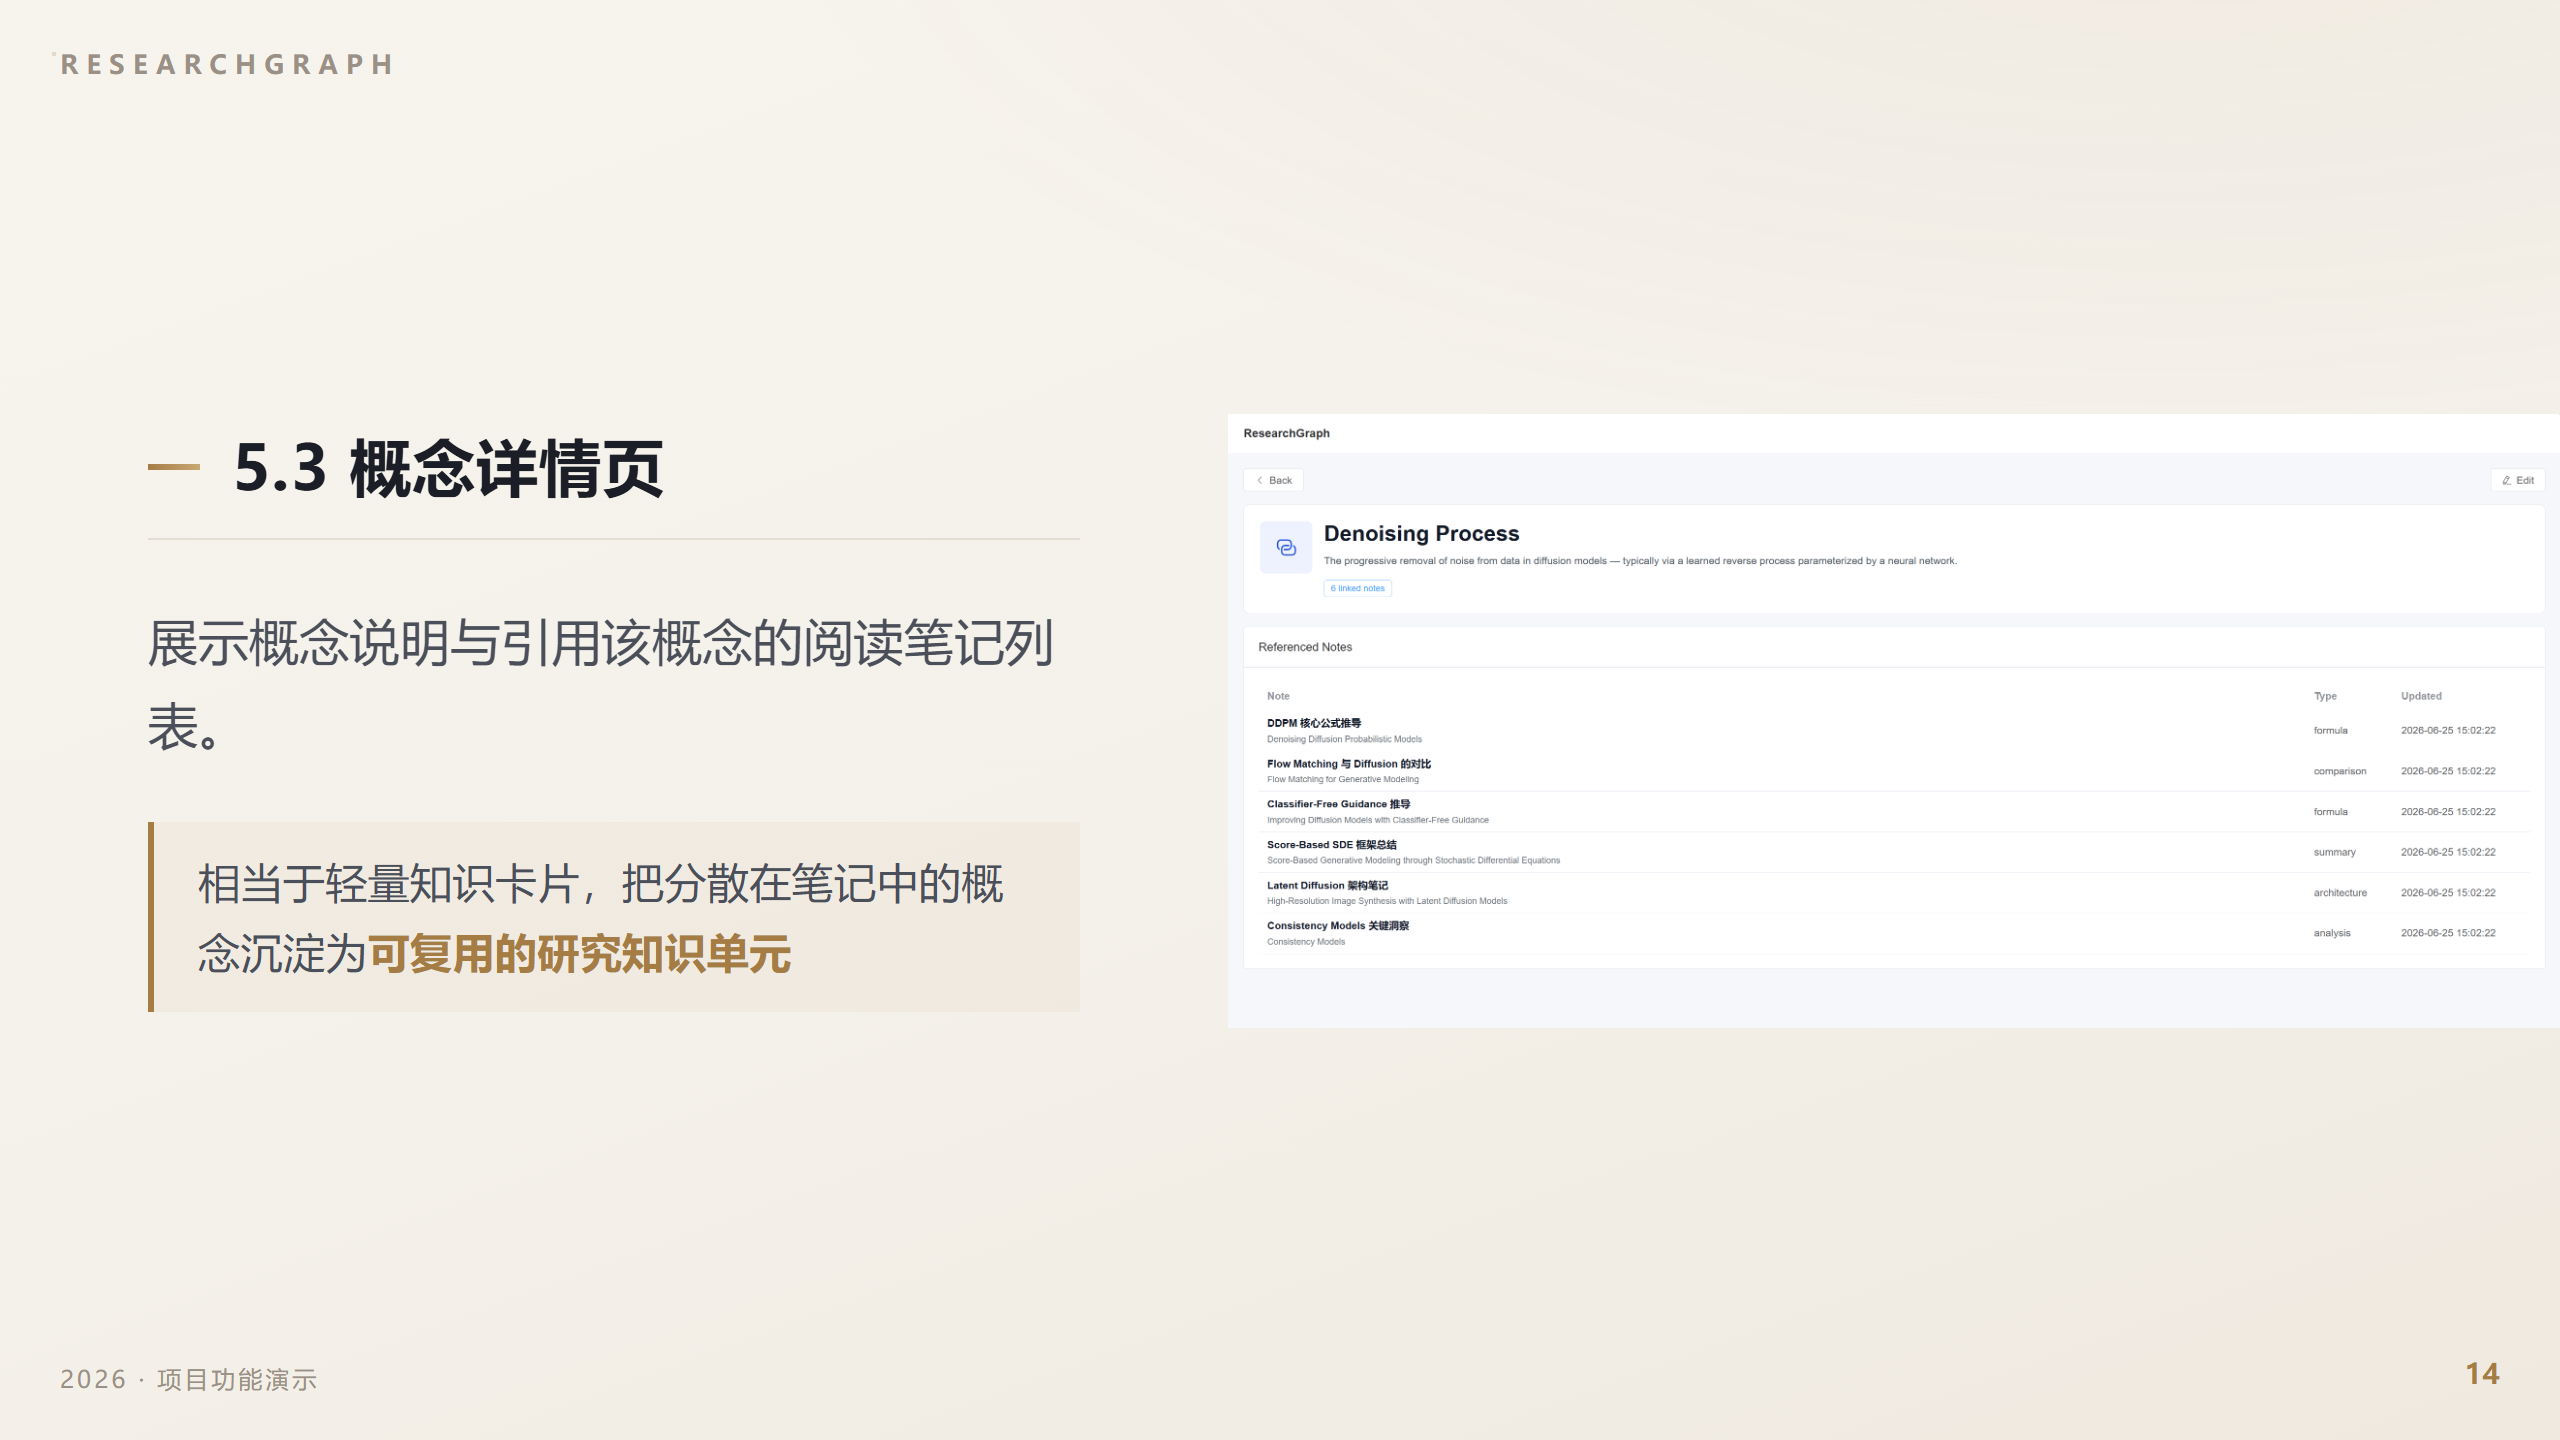 RESEARCHGRAPH
5.3 概念详情页
展示概念说明与引用该概念的阅读笔记列
表。
相当于轻量知识卡片，把分散在笔记中的概
念沉淀为可复用的研究知识单元
ResearchGraph
Back
Edit
Denoising Process
The progressive removal of noise from data in diffusion models — typically via a learned reverse process parameterized by a neural network.
6 linked notes
Referenced Notes
Note Type Updated
DDPM 核心公式推导
Denoising Diffusion Probabilistic Models
formula 2026-06-25 15:02:22
Flow Matching 与 Diffusion 的对比
Flow Matching for Generative Modeling
comparison 2026-06-25 15:02:22
Classifier-Free Guidance 推导
Improving Diffusion Models with Classifier-Free Guidance
formula 2026-06-25 15:02:22
Score-Based SDE 框架总结
Score-Based Generative Modeling through Stochastic Differential Equations
summary 2026-06-25 15:02:22
Latent Diffusion 架构笔记
High-Resolution Image Synthesis with Latent Diffusion Models
architecture 2026-06-25 15:02:22
Consistency Models 关键洞察
Consistency Models
analysis 2026-06-25 15:02:22
2026 · 项目功能演示
14